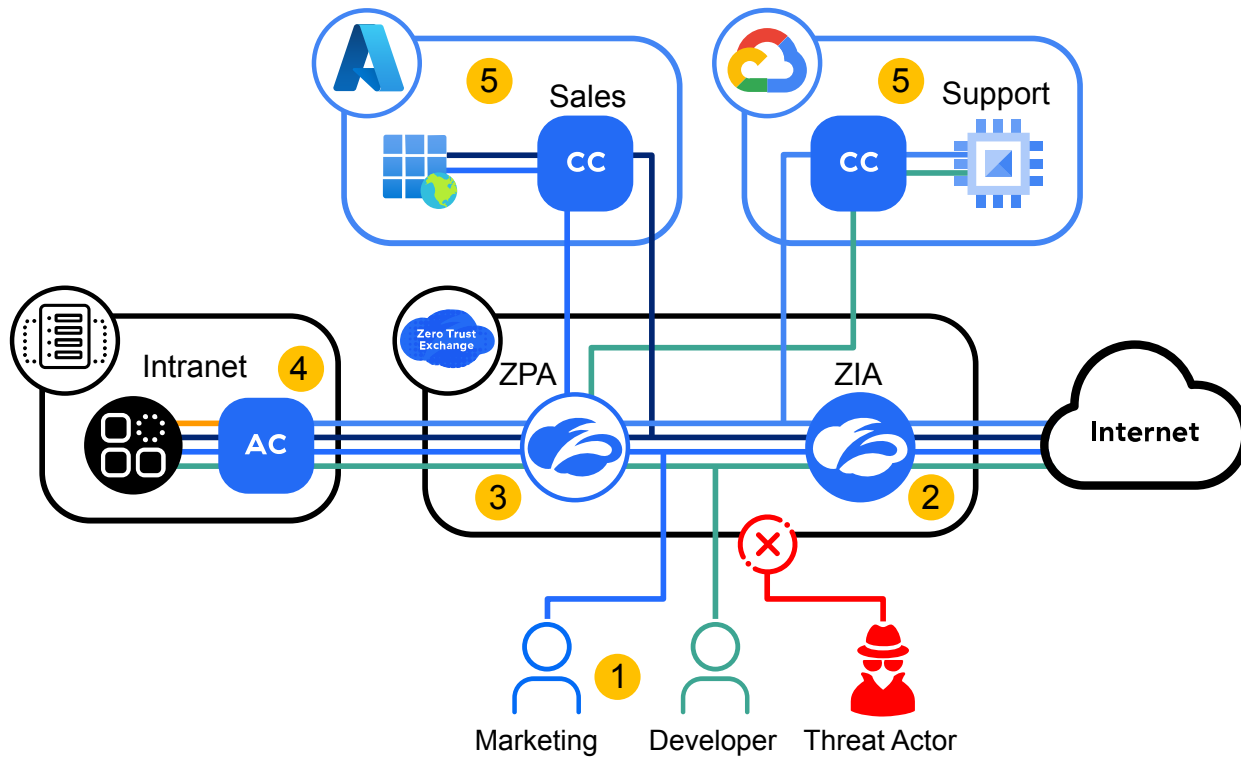 5
Sales
CC
5
Support
CC
Intranet
4
AC
Zero Trust
Exchange
ZPA
ZIA
3
2
Internet
1
Marketing
Developer
Threat Actor